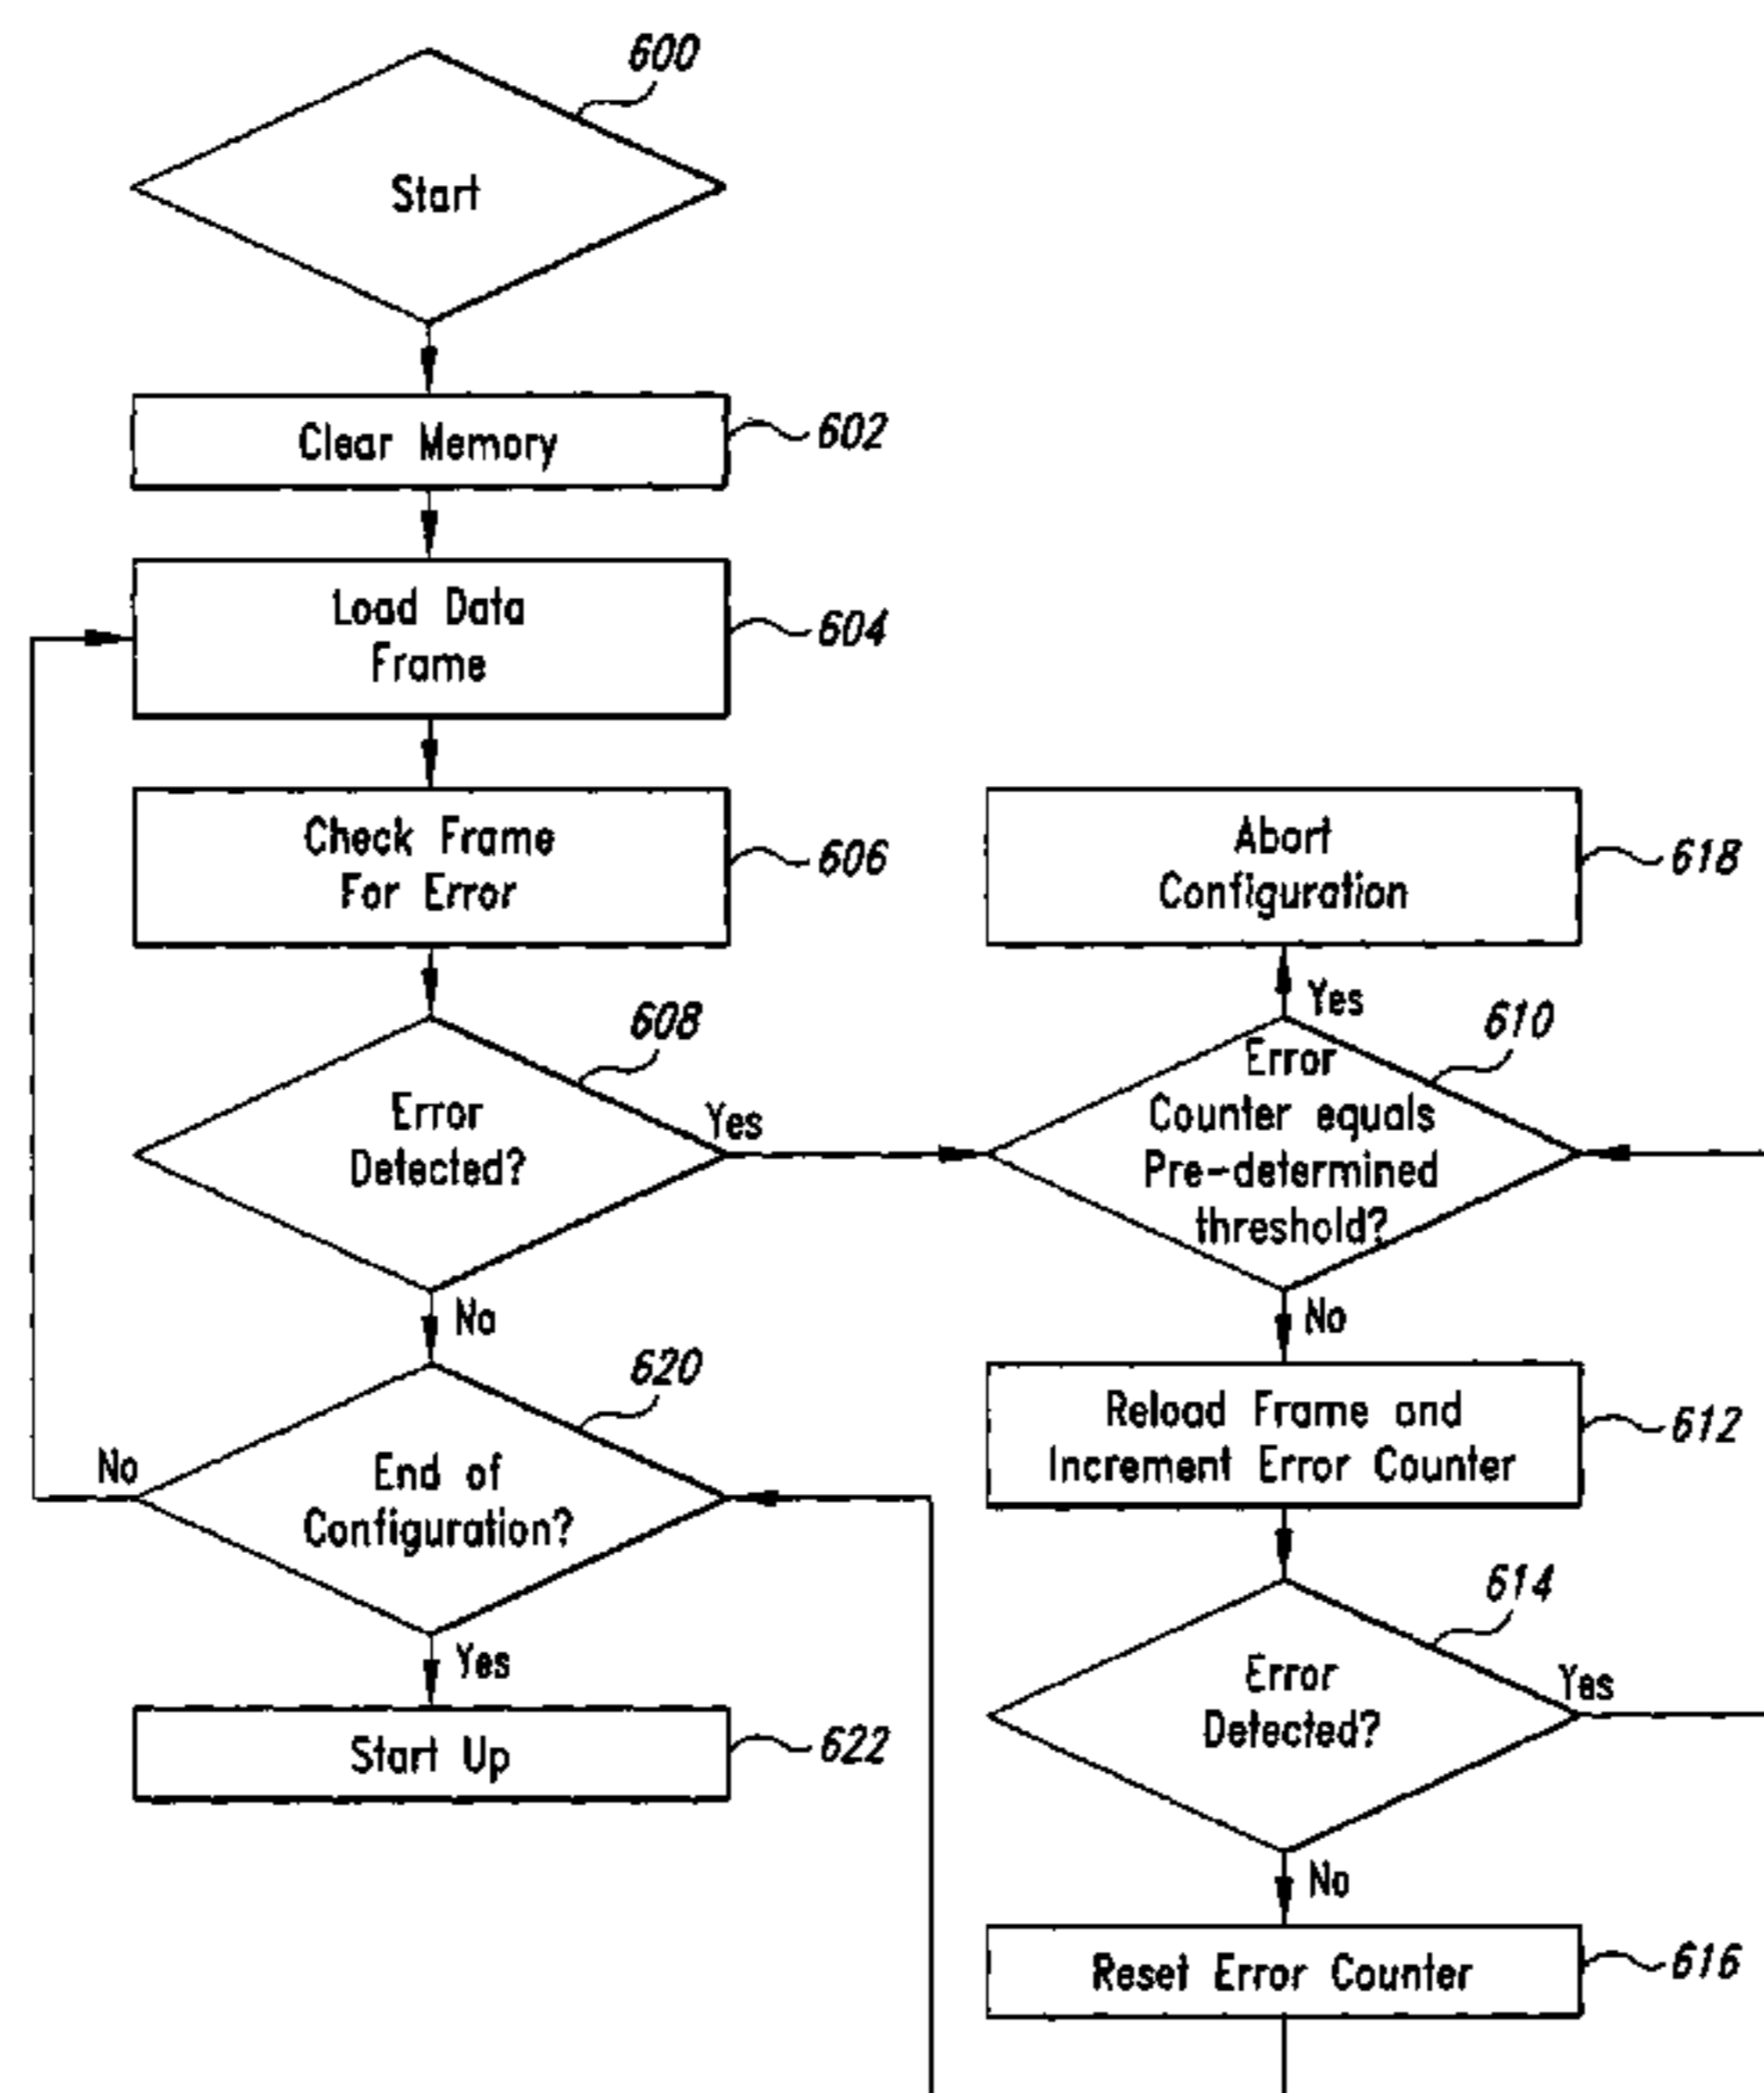 600
Start
Clear Memory
602
Load Data
Frame
604
Check Frame
For Error
606
Abort
Configuration
618
608
Error
Detected?
Yes
No
Yes
610
Error
Counter equals
Pre-determined
threshold?
No
620
End of
Configuration?
No
Yes
Reload Frame and
Increment Error Counter
612
614
Error
Detected?
Yes
No
Start Up
622
Reset Error Counter
616